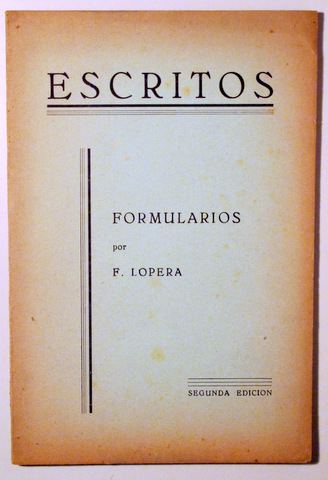 ESCRITOS
FORMULARIOS
por
F. LOPERA
SEGUNDA EDICION